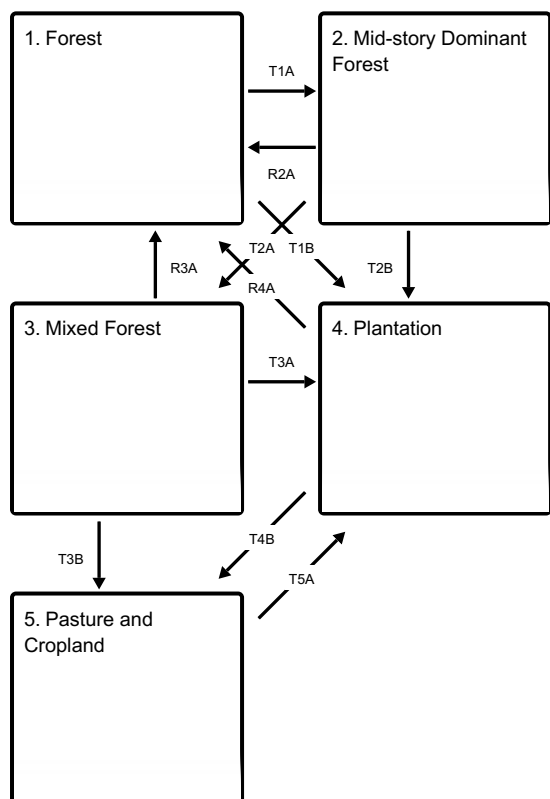 1. Forest
2. Mid-story Dominant
Forest
T1A
R2A
T2A
T1B
T2B
R3A
R4A
3. Mixed Forest
4. Plantation
T3A
T3B
T4B
T5A
5. Pasture and
Cropland